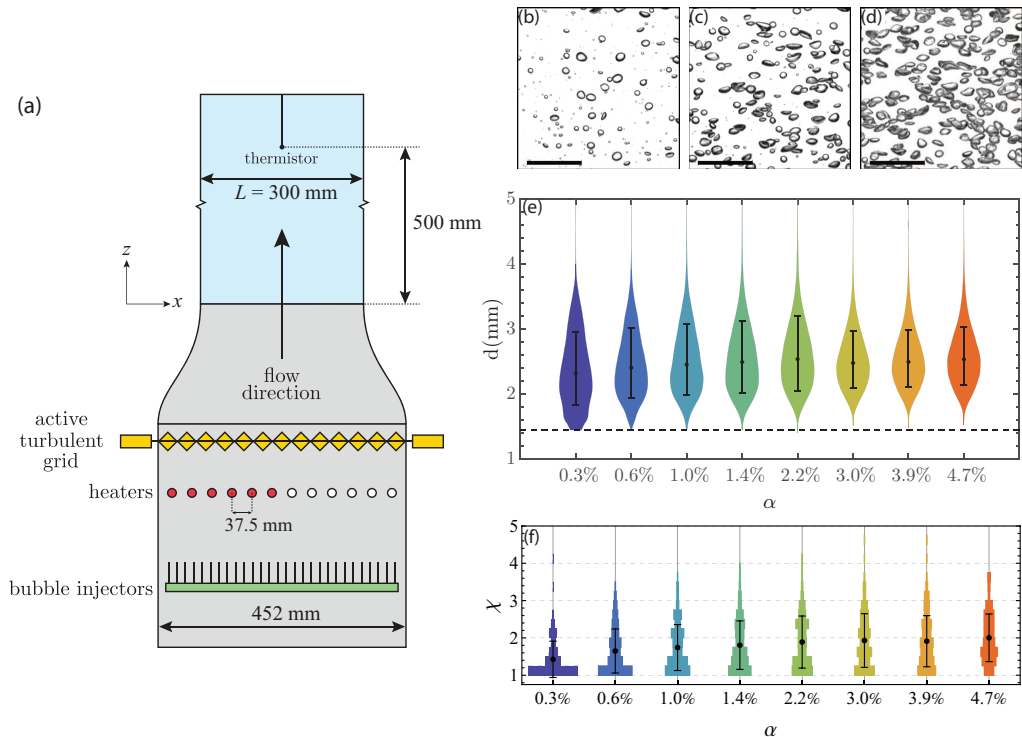 (a)
thermistor
L = 300 mm
500 mm
z
x
flow
direction
active
turbulent
grid
heaters
37.5 mm
bubble injectors
452 mm
(b)
(c)
(d)
(e)
5
4
3
2
1
d(mm)
0.3% 0.6% 1.0% 1.4% 2.2% 3.0% 3.9% 4.7%
α
(f)
5
4
3
2
1
χ
0.3% 0.6% 1.0% 1.4% 2.2% 3.0% 3.9% 4.7%
α